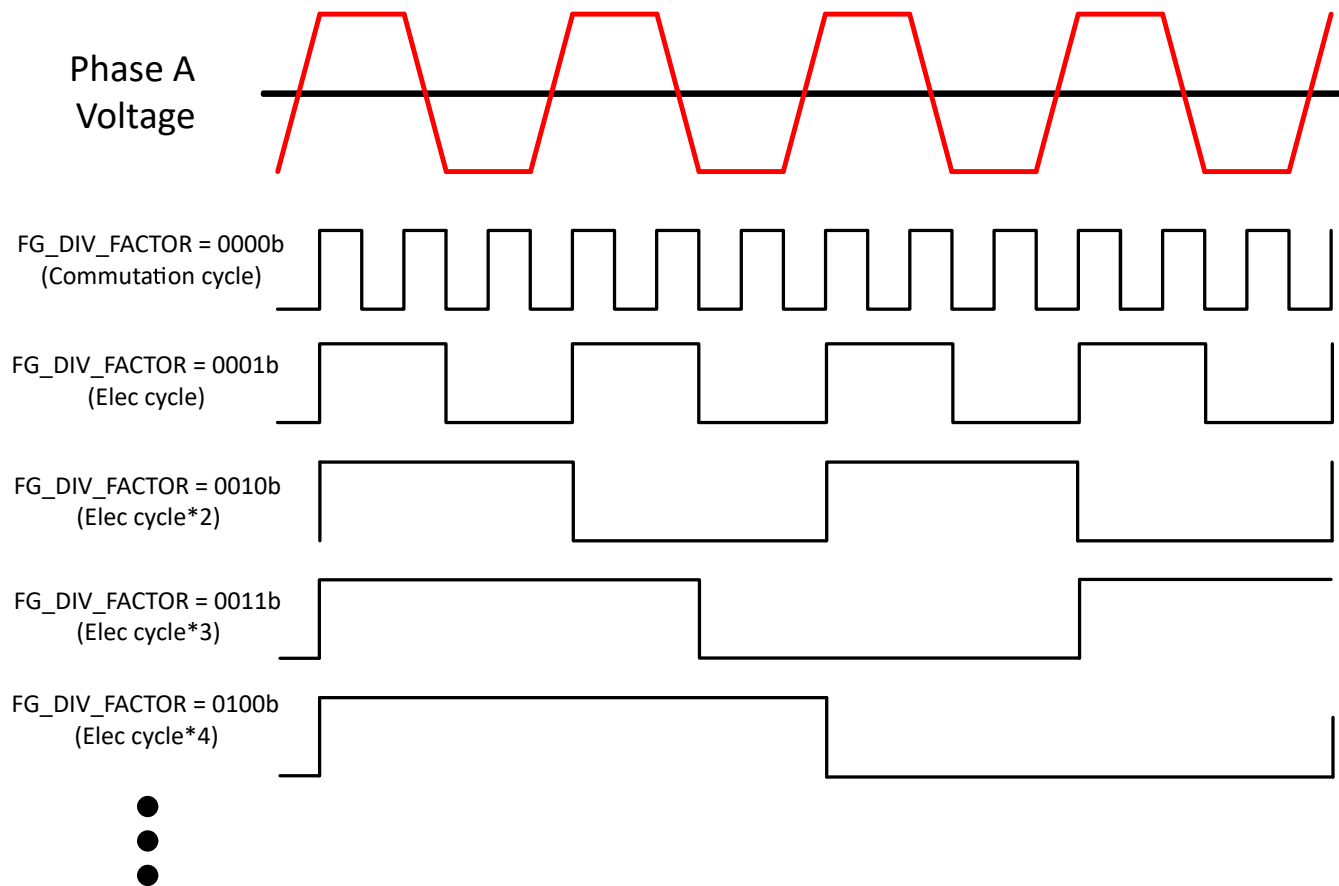 Phase A
Voltage
FG_DIV_FACTOR = 0000b
(Commutation cycle)
FG_DIV_FACTOR = 0001b
(Elec cycle)
FG_DIV_FACTOR = 0010b
(Elec cycle*2)
FG_DIV_FACTOR = 0011b
(Elec cycle*3)
FG_DIV_FACTOR = 0100b
(Elec cycle*4)